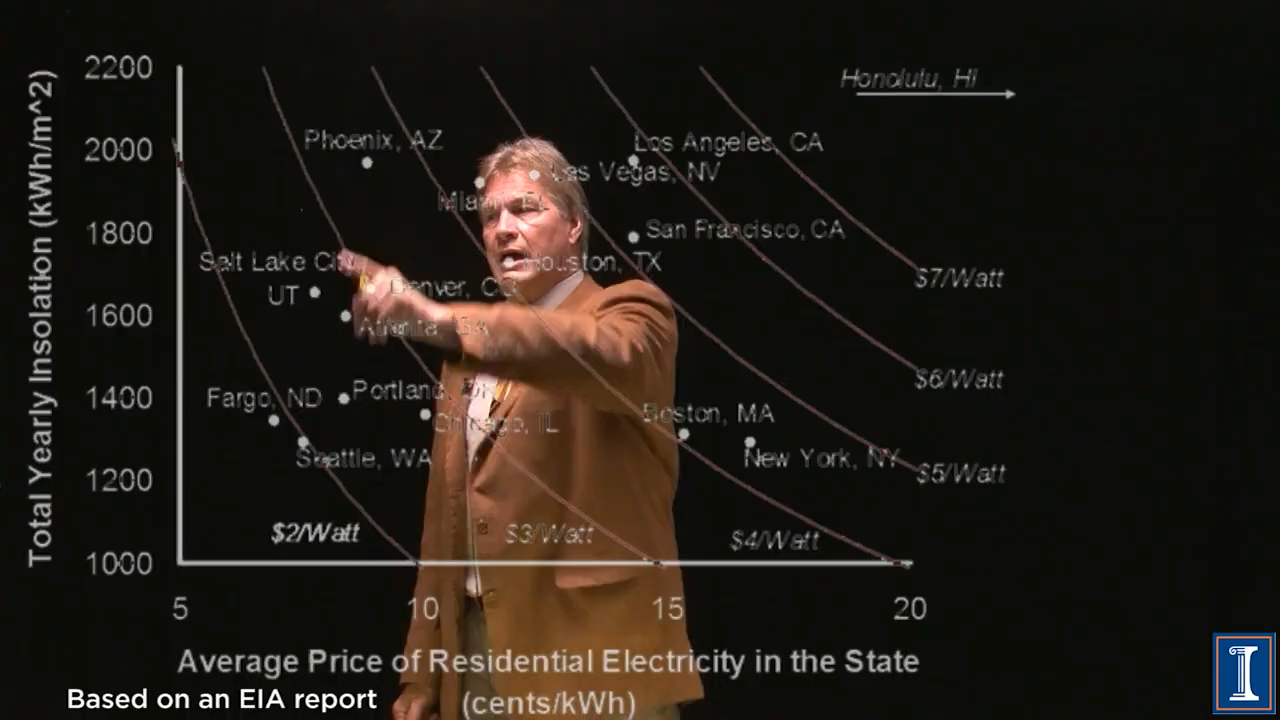 2200
2000
1800
1600
1400
1200
1000
Total Yearly Insolation (kWh/m^2)
Honolulu, HI
Phoenix, AZ
Los Angeles, CA
Las Vegas, NV
Miami, FL
San Francisco, CA
Salt Lake City
UT
Houston, TX
Denver, CO
Atlanta, GA
Fargo, ND
Portland, OR
Chicago, IL
Seattle, WA
Boston, MA
New York, NY
$7/Watt
$6/Watt
$5/Watt
$2/Watt
$3/Watt
$4/Watt
5
10
15
20
Average Price of Residential Electricity in the State
(cents/kWh)
Based on an EIA report
I